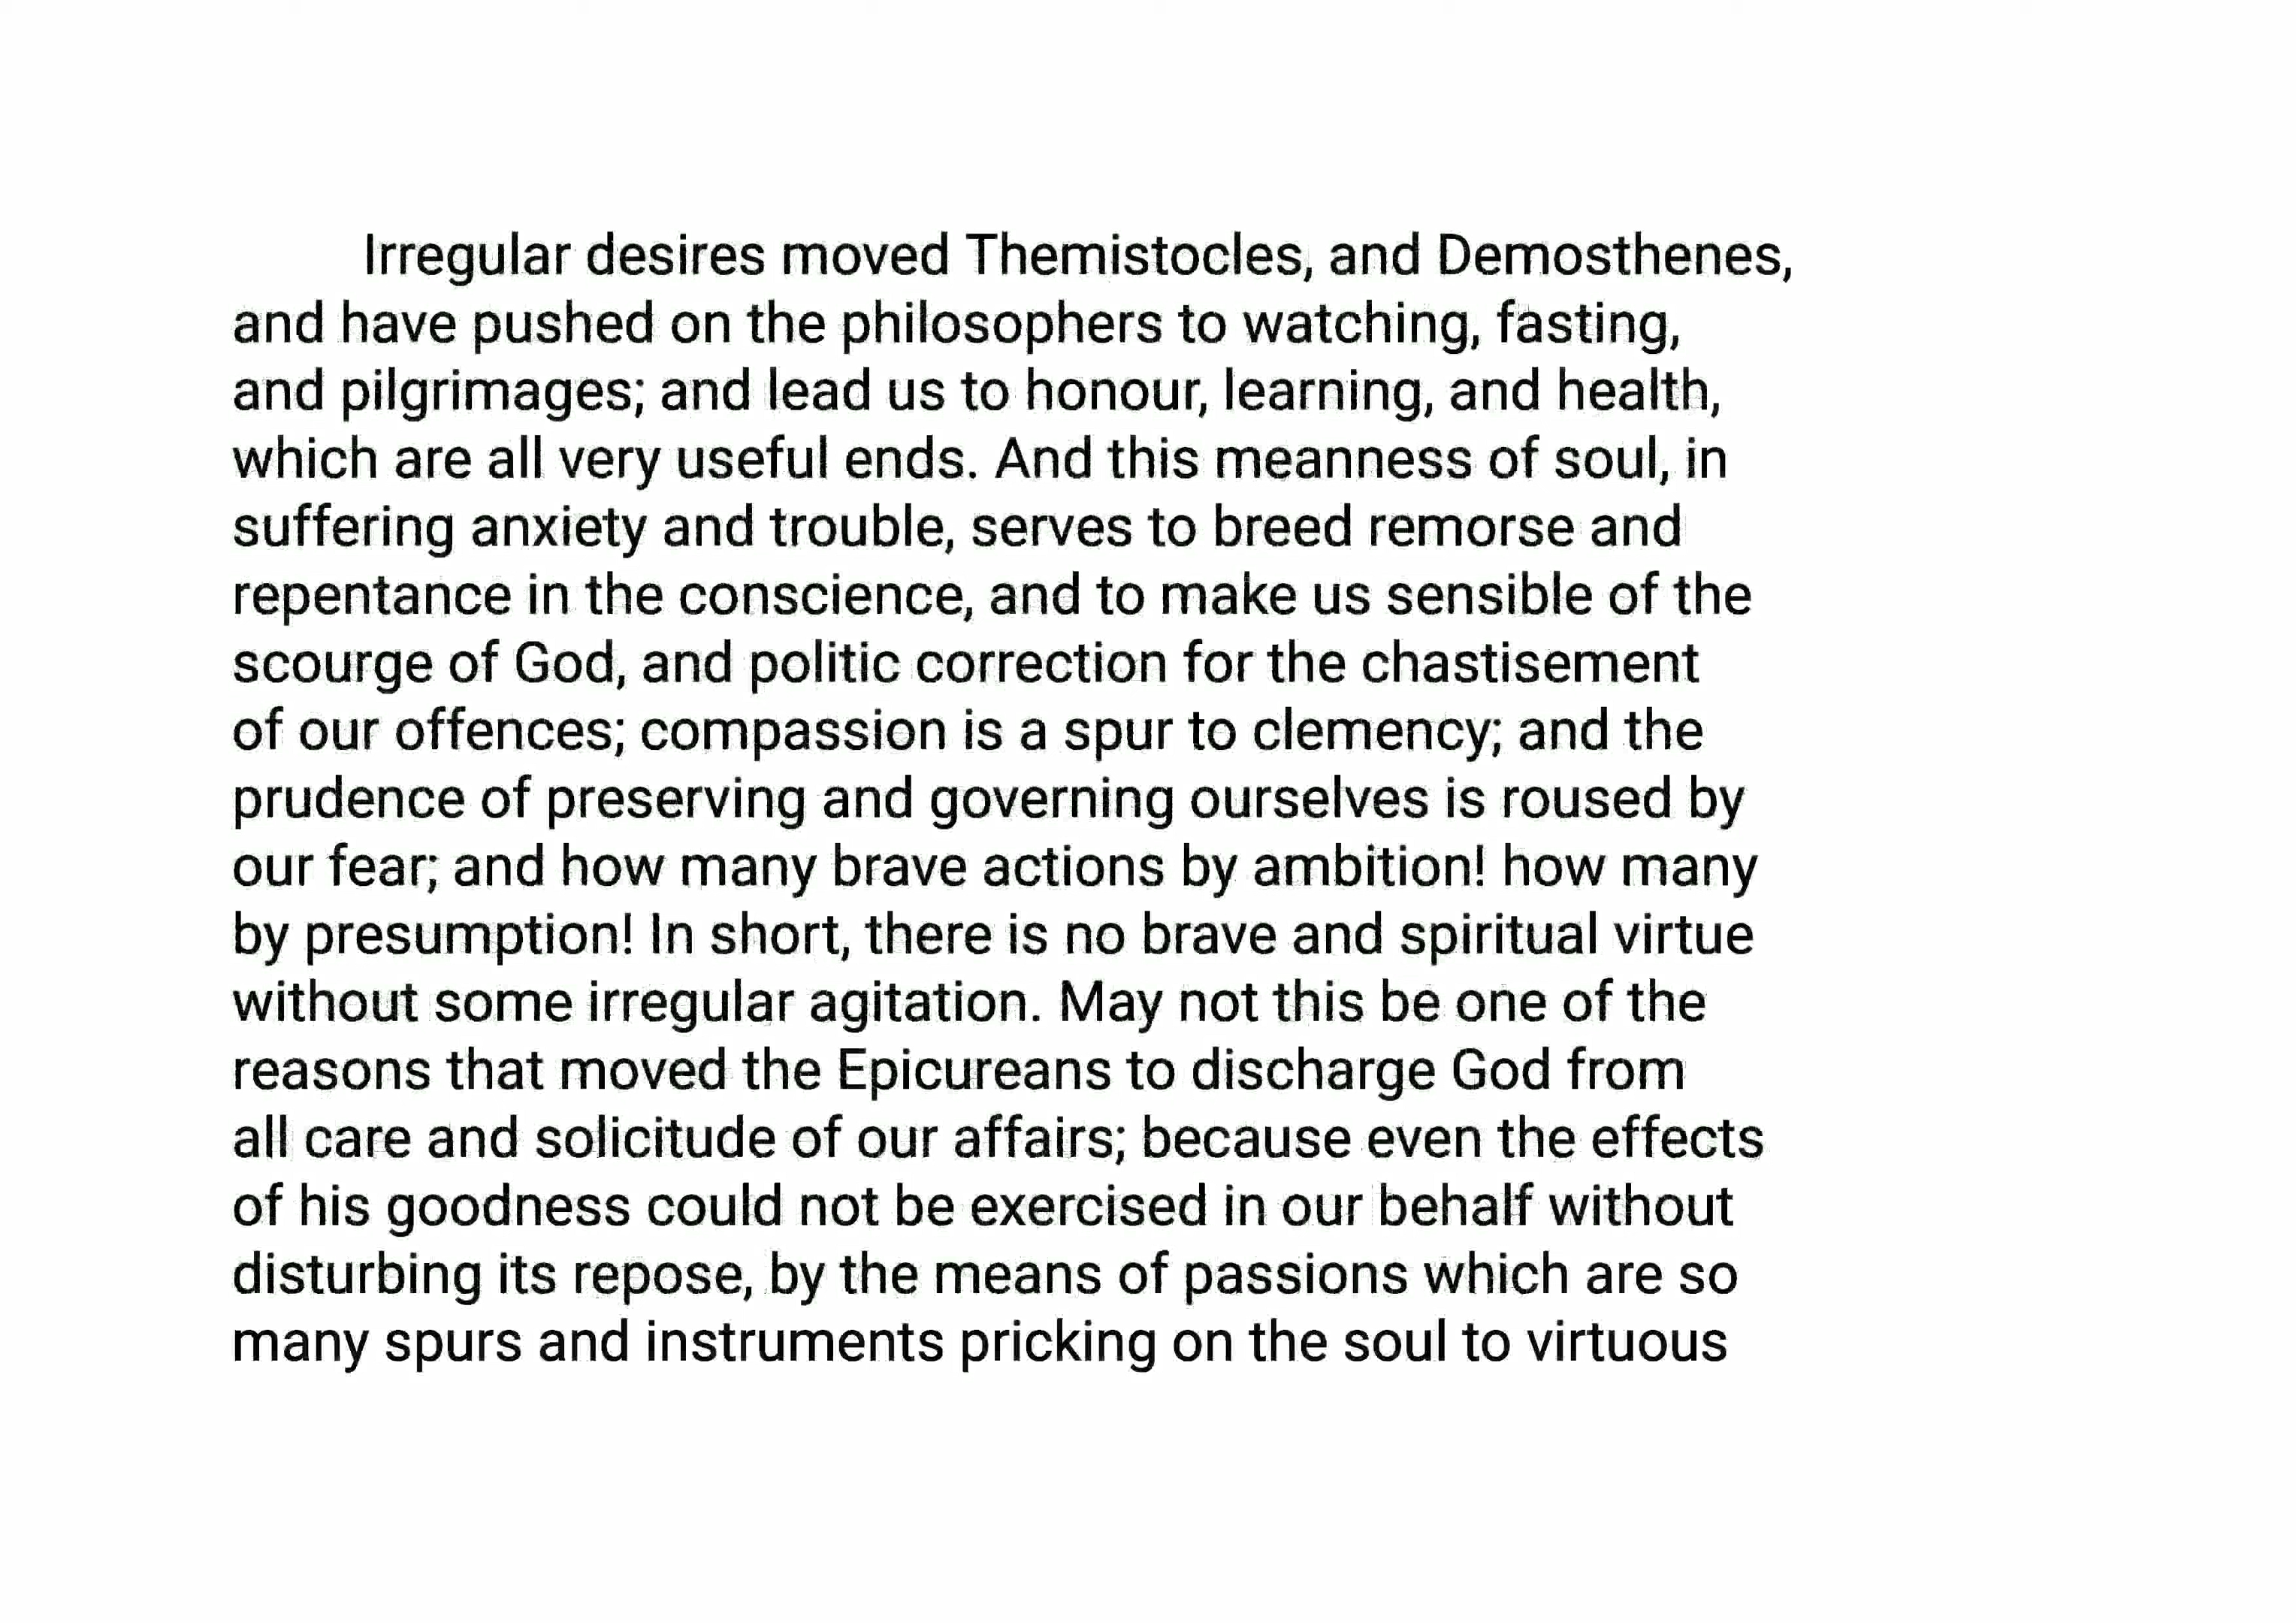 Irregular desires moved Themistocles, and Demosthenes,
and have pushed on the philosophers to watching, fasting,
and pilgrimages; and lead us to honour, learning, and health,
which are all very useful ends. And this meanness of soul, in
suffering anxiety and trouble, serves to breed remorse and
repentance in the conscience, and to make us sensible of the
scourge of God, and politic correction for the chastisement
of our offences; compassion is a spur to clemency; and the
prudence of preserving and governing ourselves is roused by
our fear; and how many brave actions by ambition! how many
by presumption! In short, there is no brave and spiritual virtue
without some irregular agitation. May not this be one of the
reasons that moved the Epicureans to discharge God from
all care and solicitude of our affairs; because even the effects
of his goodness could not be exercised in our behalf without
disturbing its repose, by the means of passions which are so
many spurs and instruments pricking on the soul to virtuous